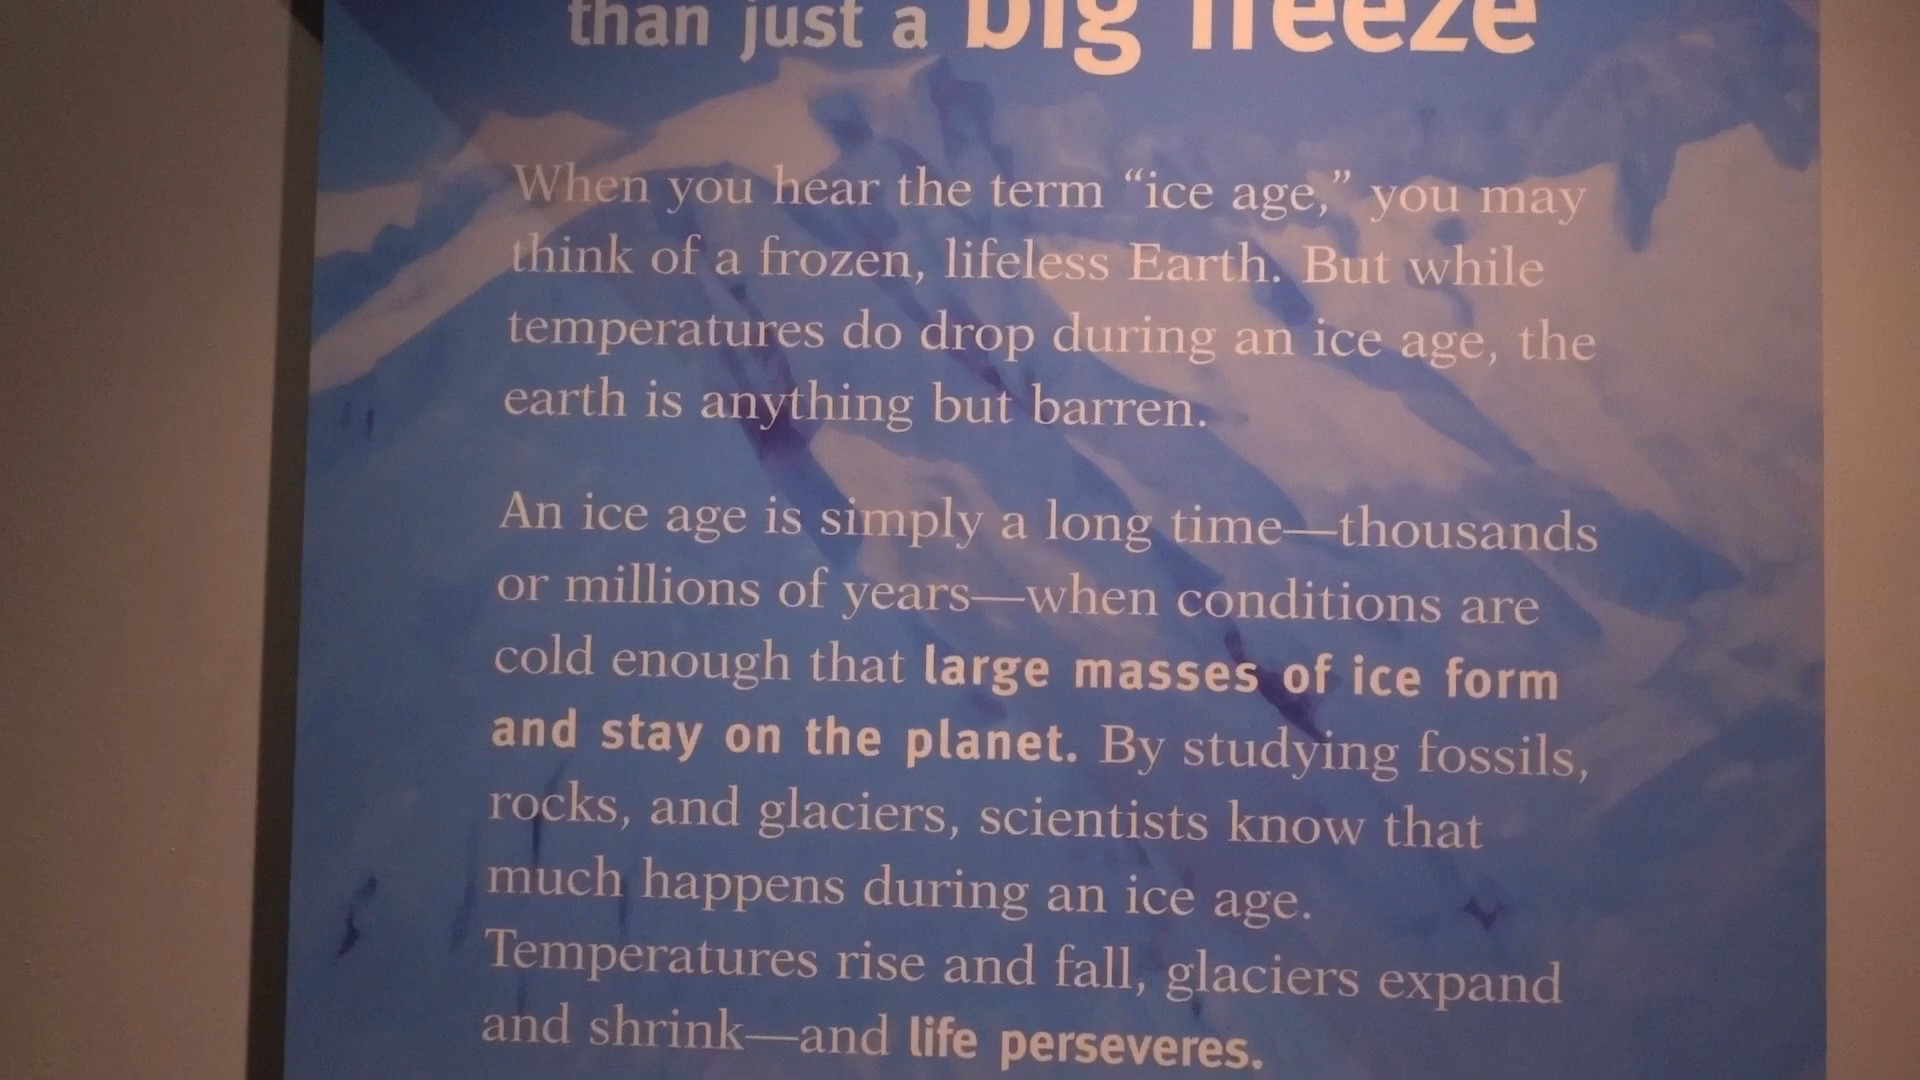 than just a big freeze
When you hear the term “ice age,” you may
think of a frozen, lifeless Earth. But while
temperatures do drop during an ice age, the
earth is anything but barren.
An ice age is simply a long time—thousands
or millions of years—when conditions are
cold enough that large masses of ice form
and stay on the planet. By studying fossils,
rocks, and glaciers, scientists know that
much happens during an ice age.
Temperatures rise and fall, glaciers expand
and shrink—and life perseveres.